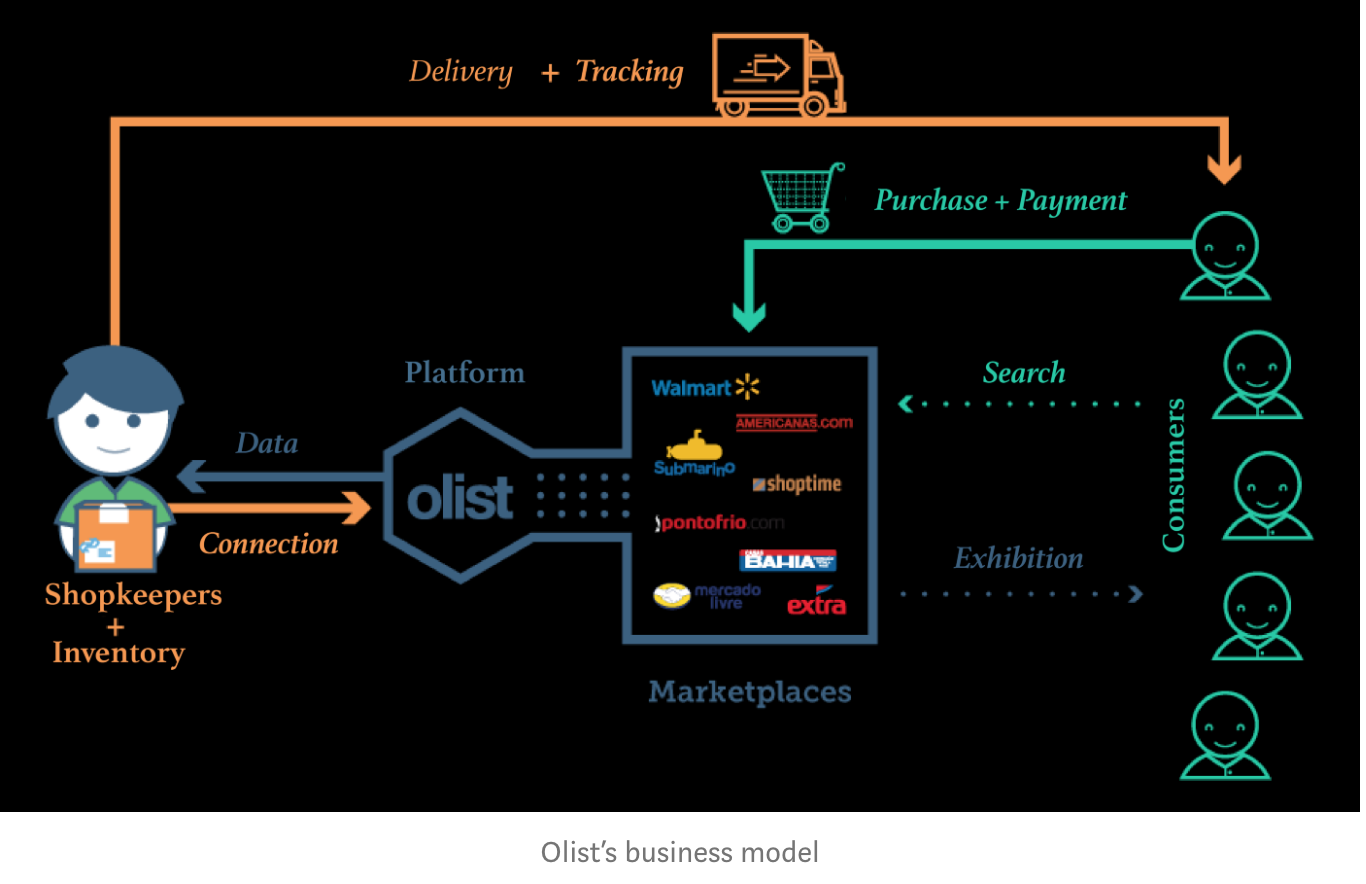 Delivery + Tracking
Purchase + Payment
Platform
Search
Walmart
AMERICANAS.com
Submarino
shoptime
Data
olist
Consumers
pontofrio.com
Connection
CASAS
BAHIA
Exhibition
mercado
livre
extra
Shopkeepers
+
Inventory
Marketplaces
Olist’s business model